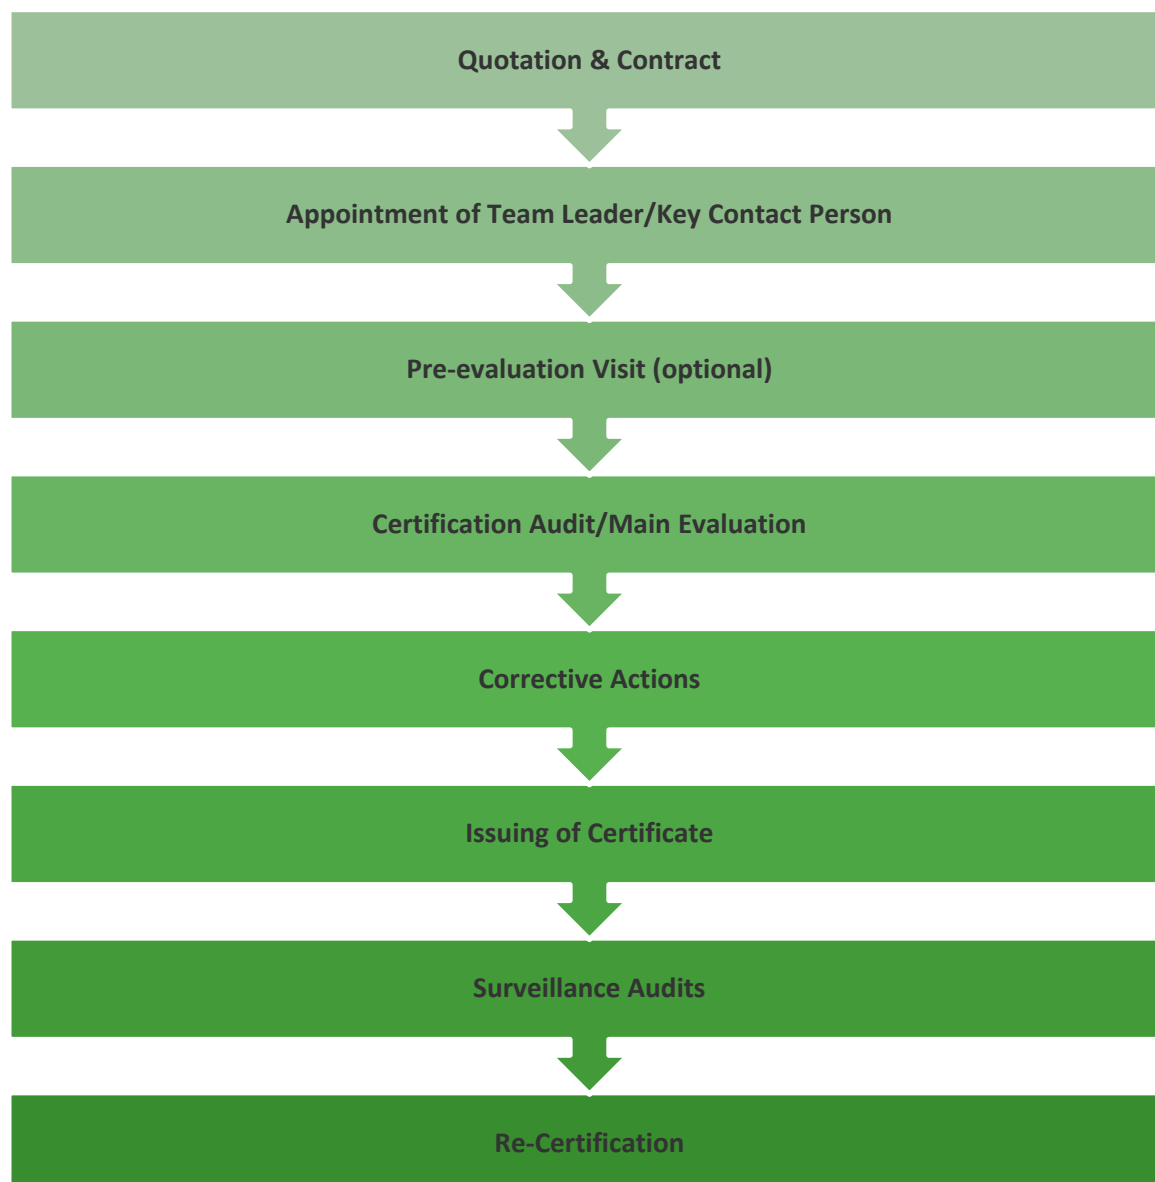 Quotation & Contract
Appointment of Team Leader/Key Contact Person
Pre-evaluation Visit (optional)
Certification Audit/Main Evaluation
Corrective Actions
Issuing of Certificate
Surveillance Audits
Re-Certification